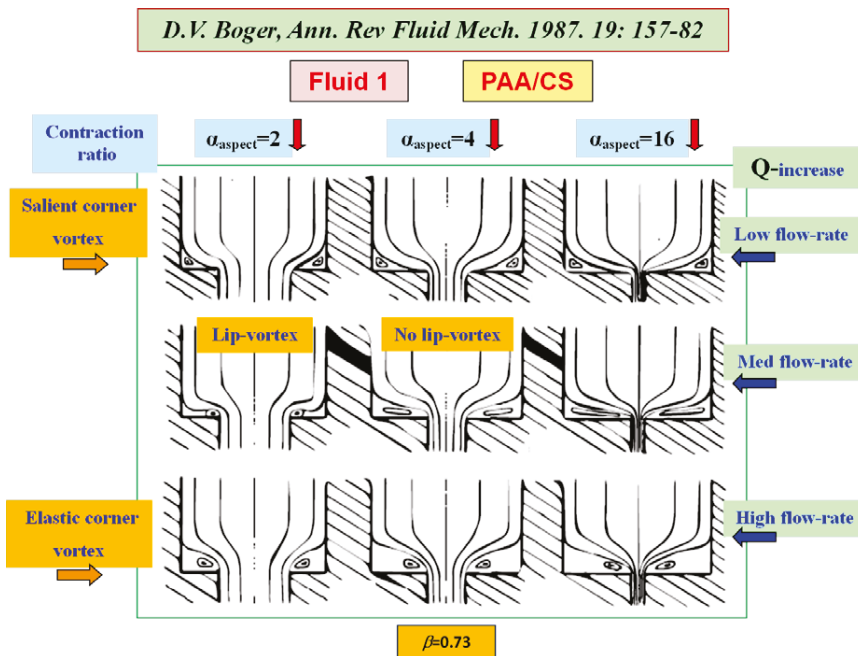 D.V. Boger, Ann. Rev Fluid Mech. 1987. 19: 157-82
Fluid 1
PAA/CS
Contraction
ratio
αaspect=2
αaspect=4
αaspect=16
Q-increase
Salient corner
vortex
Low flow-rate
Lip-vortex
No lip-vortex
Med flow-rate
Elastic corner
vortex
High flow-rate
β=0.73